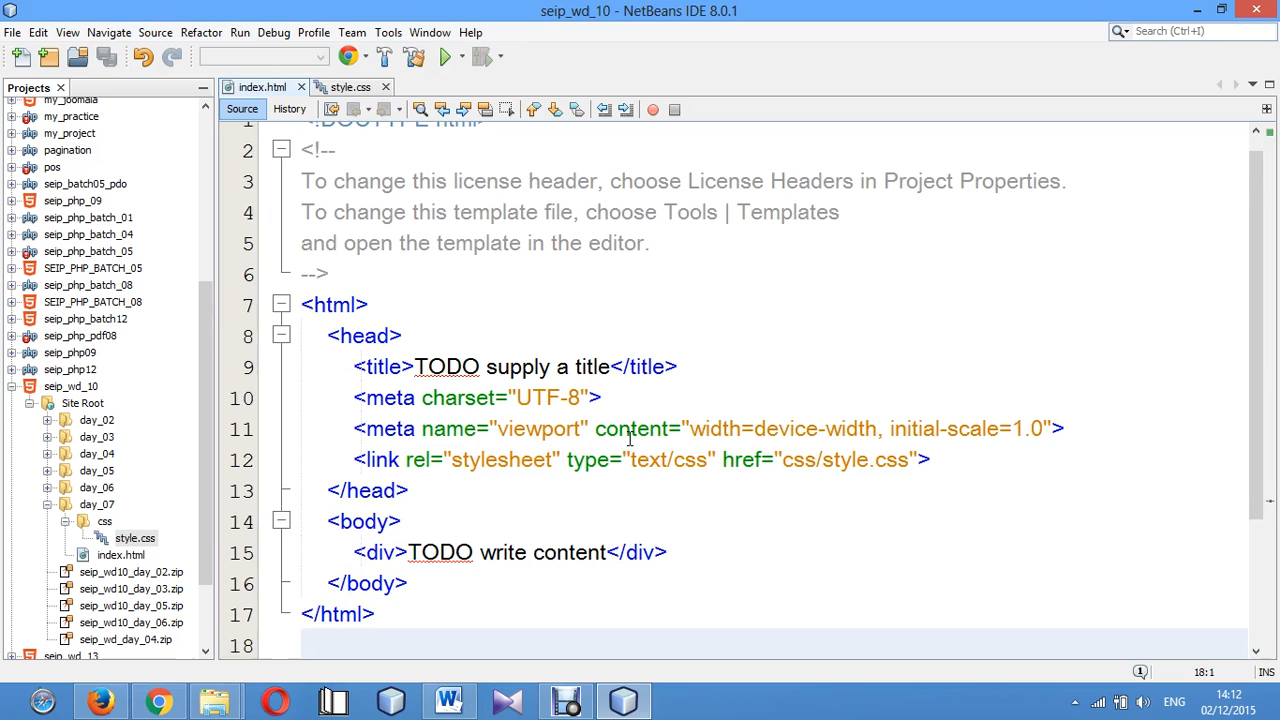 seip_wd_10 - NetBeans IDE 8.0.1
File Edit View Navigate Source Refactor Run Debug Profile Team Tools Window Help
Search (Ctrl+I)
Projects
index.html
style.css
Source
History
my_joomala
my_practice
my_project
pagination
pos
seip_batch05_pdo
seip_php_09
seip_php_batch_01
seip_php_batch_04
seip_php_batch_05
SEIP_PHP_BATCH_05
seip_php_batch_08
SEIP_PHP_BATCH_08
seip_php_batch12
seip_php_pdf08
seip_php09
seip_php12
seip_wd_10
Site Root
day_02
day_03
day_04
day_05
day_06
day_07
css
style.css
index.html
seip_wd10_day_02.zip
seip_wd10_day_03.zip
seip_wd10_day_05.zip
seip_wd10_day_06.zip
seip_wd_day_04.zip
seip_wd_13
1 <!DOCTYPE html>
2 <!--
3 To change this license header, choose License Headers in Project Properties.
4 To change this template file, choose Tools | Templates
5 and open the template in the editor.
6 -->
7 <html>
8 <head>
9 <title>TODO supply a title</title>
10 <meta charset="UTF-8">
11 <meta name="viewport" content="width=device-width, initial-scale=1.0">
12 <link rel="stylesheet" type="text/css" href="css/style.css">
13 </head>
14 <body>
15 <div>TODO write content</div>
16 </body>
17 </html>
18
18:1 INS
ENG
14:12
02/12/2015